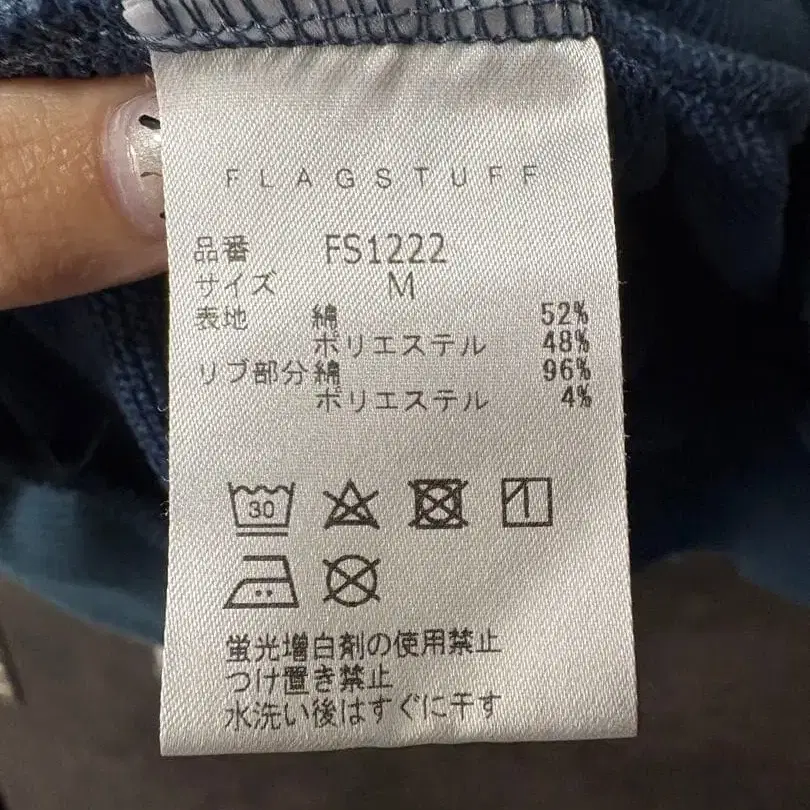 FLAGSTUFF
品番 FS1222
サイズ M
表地 綿 52%
ポリエステル 48%
リブ部分 綿 96%
ポリエステル 4%
30
蛍光増白剤の使用禁止
つけ置き禁止
水洗い後はすぐに干す